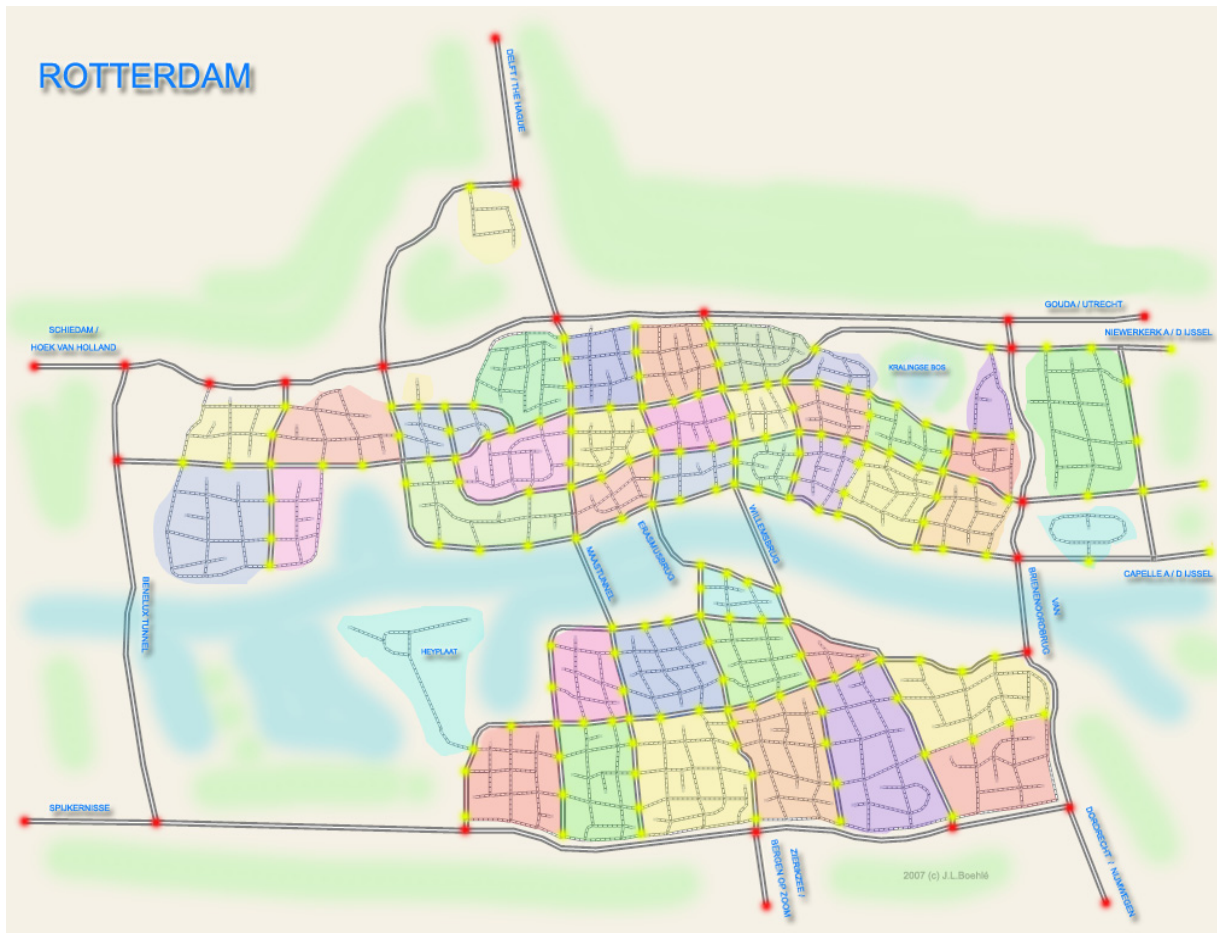 ROTTERDAM
DELFT / THE HAGUE
GOUDA / UTRECHT
SCHIEDAM /
HOEK VAN HOLLAND
NIEWERKERK A / D IJSSEL
KRALINGSE BOS
ERASMUSBRUG
WILLEMSBRUG
MAASTUNNEL
CAPELLE A / D IJSSEL
BENELUX TUNNEL
VAN
BRIENENOORDBRUG
HEYPLAAT
SPIJKERNISSE
ZIERIKZEE /
BERGEN OP ZOOM
DORDRECHT / NIJMWEGEN
2007 (c) J.L.Boehlé